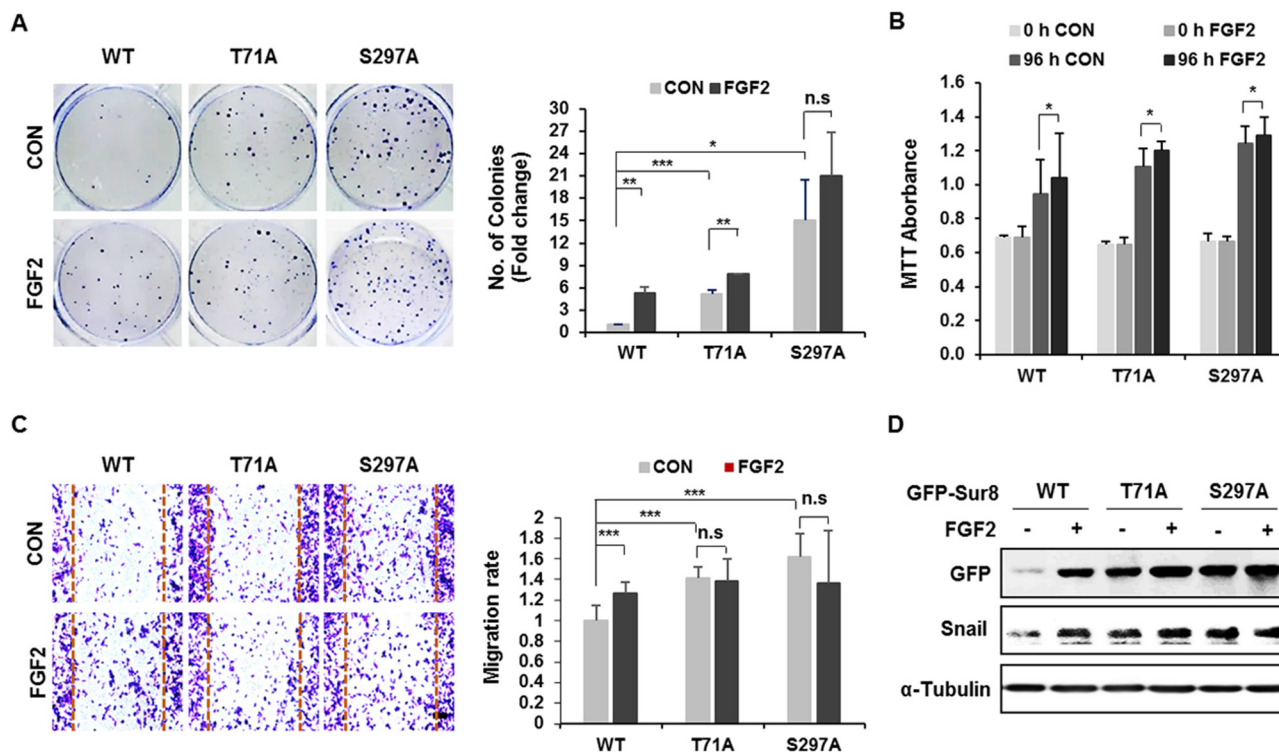 A
WT T71A S297A
CON
FGF2
CON FGF2
No. of Colonies
(Fold change)
30
27
24
21
18
15
12
9
6
3
0
** *** * ** n.s
WT T71A S297A
B
0 h CON 0 h FGF2
96 h CON 96 h FGF2
MTT Aborbance
1.6
1.4
1.2
1.0
0.8
0.6
0.4
0.2
0.0
* * *
WT T71A S297A
C
WT T71A S297A
CON
FGF2
CON FGF2
Migration rate
2
1.8
1.6
1.4
1.2
1
0.8
0.6
0.4
0.2
0
*** *** *** n.s n.s
WT T71A S297A
D
GFP-Sur8 WT T71A S297A
FGF2 - + - + - +
GFP
Snail
α-Tubulin